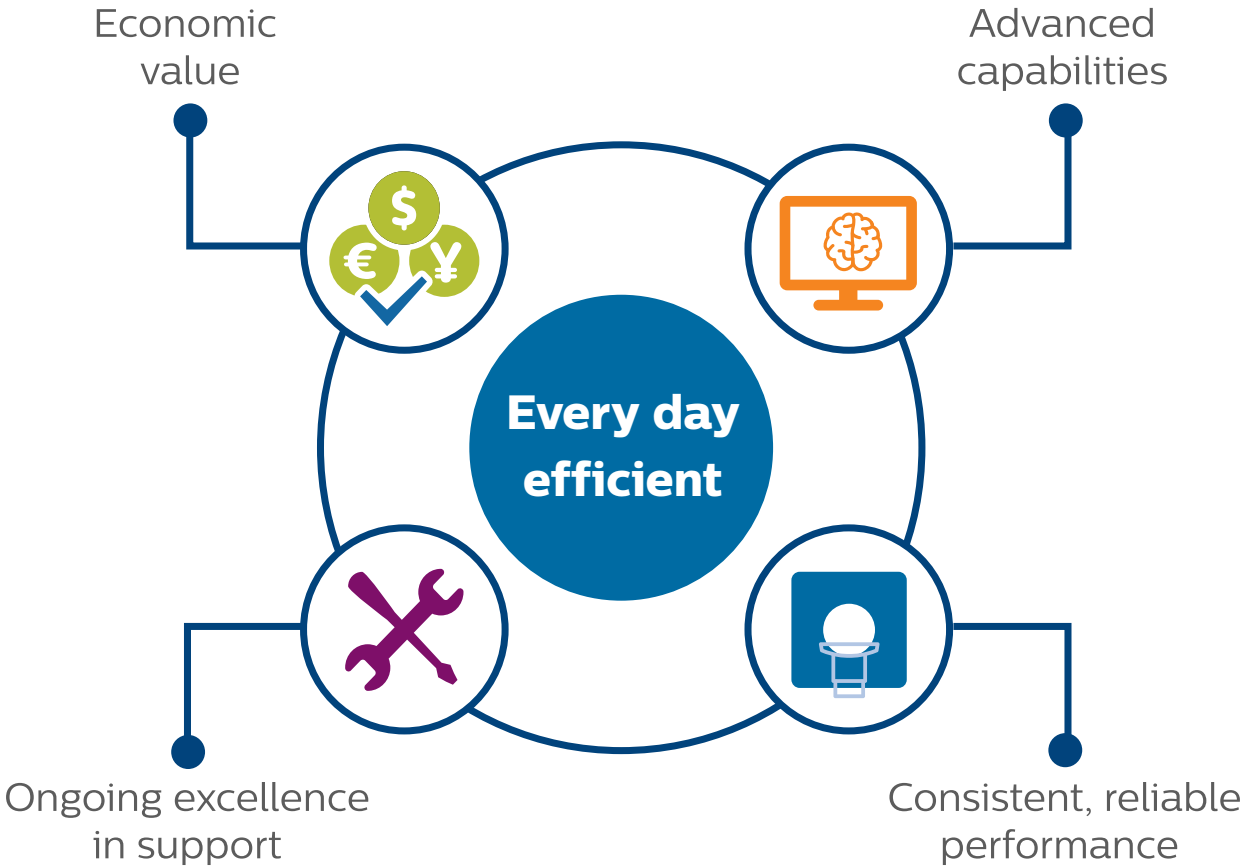 Economic
value
Advanced
capabilities
$
€
¥
Every day
efficient
Ongoing excellence
in support
Consistent, reliable
performance